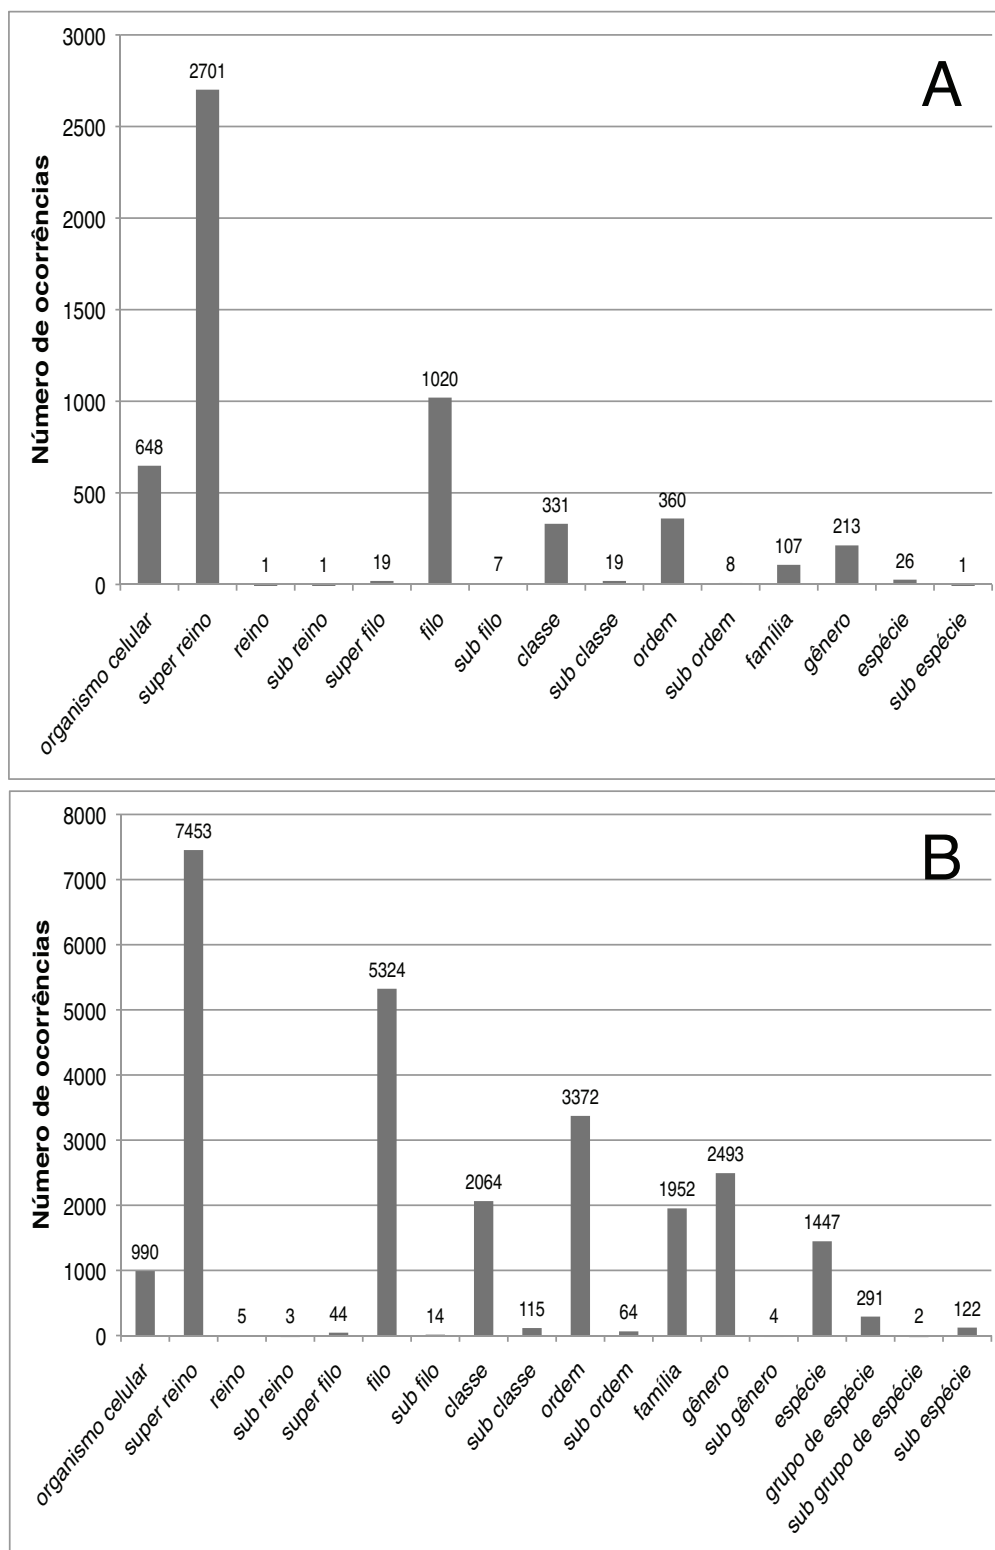 A
Número de ocorrências
3000
2500
2000
1500
1000
500
0
648
2701
1
1
19
1020
7
331
19
360
8
107
213
26
1
organismo celular
super reino
reino
sub reino
super filo
filo
sub filo
classe
sub classe
ordem
sub ordem
família
gênero
espécie
sub espécie
B
Número de ocorrências
8000
7000
6000
5000
4000
3000
2000
1000
0
990
7453
5
3
44
5324
14
2064
115
3372
64
1952
2493
4
1447
291
2
122
organismo celular
super reino
reino
sub reino
super filo
filo
sub filo
classe
sub classe
ordem
sub ordem
família
gênero
sub gênero
espécie
grupo de espécie
sub grupo de espécie
sub espécie